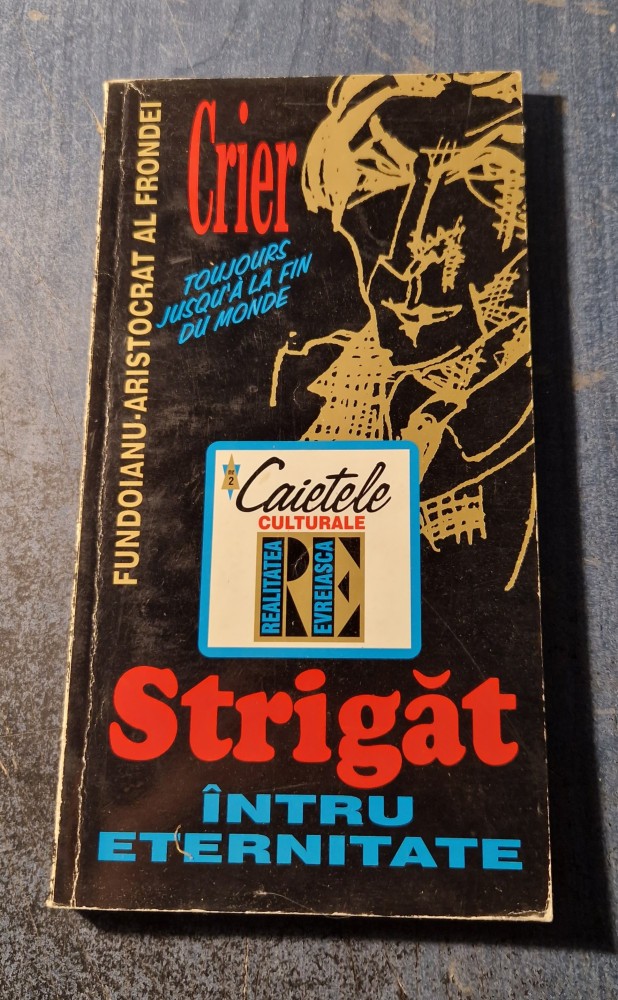 FUNDOIANU-ARISTOCRAT AL FRONDEI
Crier
TOUJOURS
JUSQU'À LA FIN
DU MONDE
nr
2
Caietele
CULTURALE
REALITATEA
EVREIASCA
RE
Strigăt
ÎNTRU
ETERNITATE